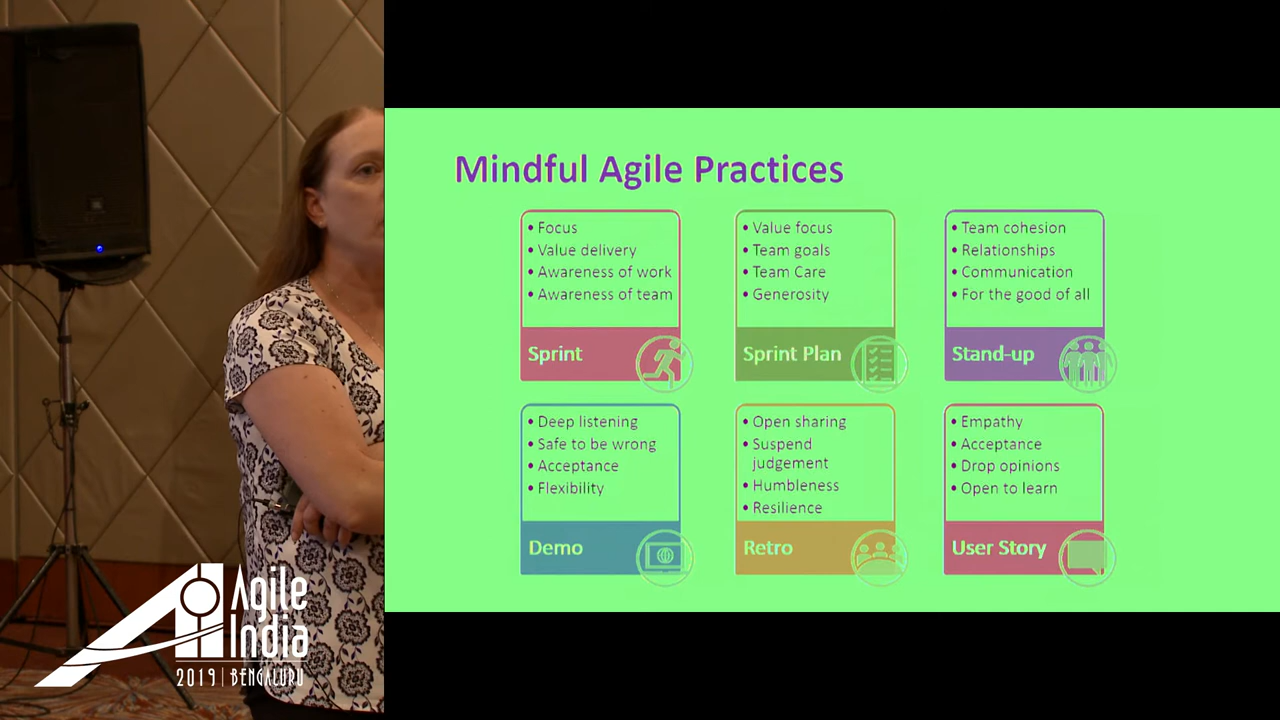 Mindful Agile Practices
• Focus
• Value delivery
• Awareness of work
• Awareness of team
Sprint
• Value focus
• Team goals
• Team Care
• Generosity
Sprint Plan
• Team cohesion
• Relationships
• Communication
• For the good of all
Stand-up
• Deep listening
• Safe to be wrong
• Acceptance
• Flexibility
Demo
• Open sharing
• Suspend
judgement
• Humbleness
• Resilience
Retro
• Empathy
• Acceptance
• Drop opinions
• Open to learn
User Story
Agile
India
2019 | BENGALURU